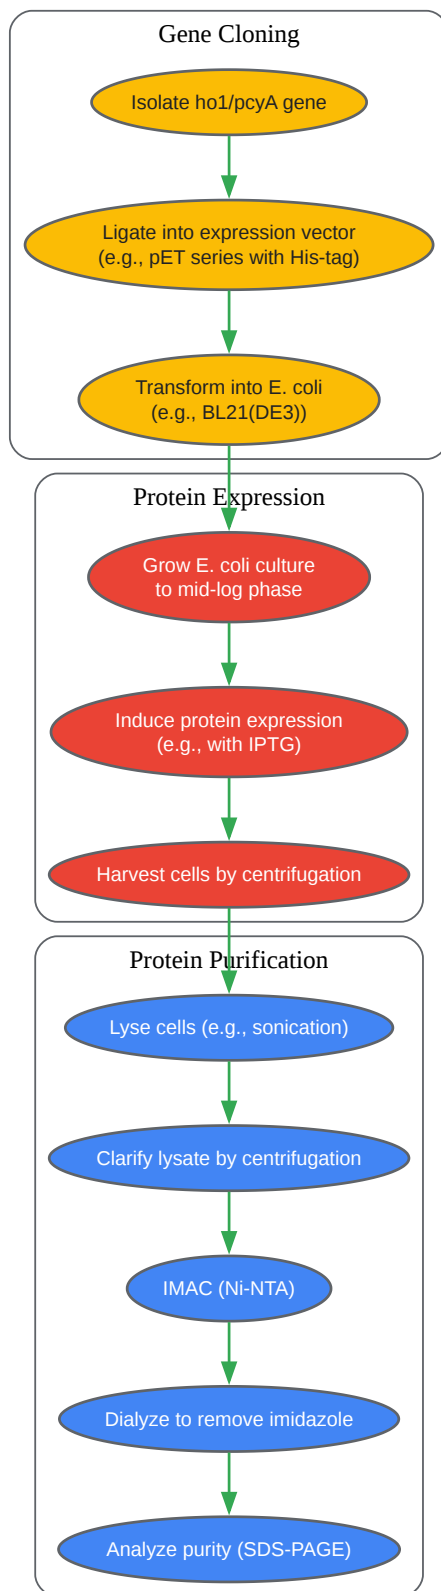 Gene Cloning
Isolate ho1/pcyA gene
Ligate into expression vector
(e.g., pET series with His-tag)
Transform into E. coli
(e.g., BL21(DE3))
Protein Expression
Grow E. coli culture
to mid-log phase
Induce protein expression
(e.g., with IPTG)
Harvest cells by centrifugation
Protein Purification
Lyse cells (e.g., sonication)
Clarify lysate by centrifugation
IMAC (Ni-NTA)
Dialyze to remove imidazole
Analyze purity (SDS-PAGE)